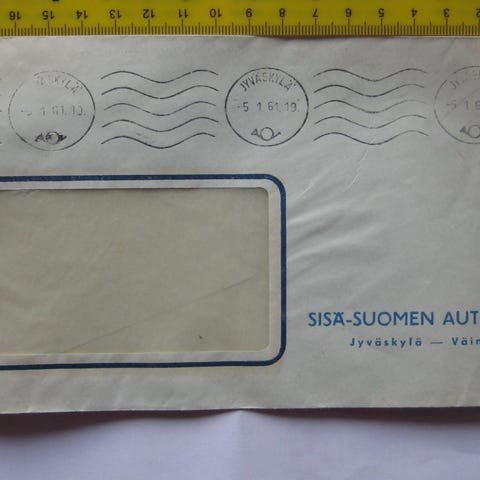 16 15 14 13 12 11 10 9 8 7 6 5 4 3 2
JYVÄSKYLÄ JYVÄSKYLÄ
-5. 1 61. 19. -5. 1 61. 19.
SISÄ-SUOMEN AUT
Jyväskylä — Väin